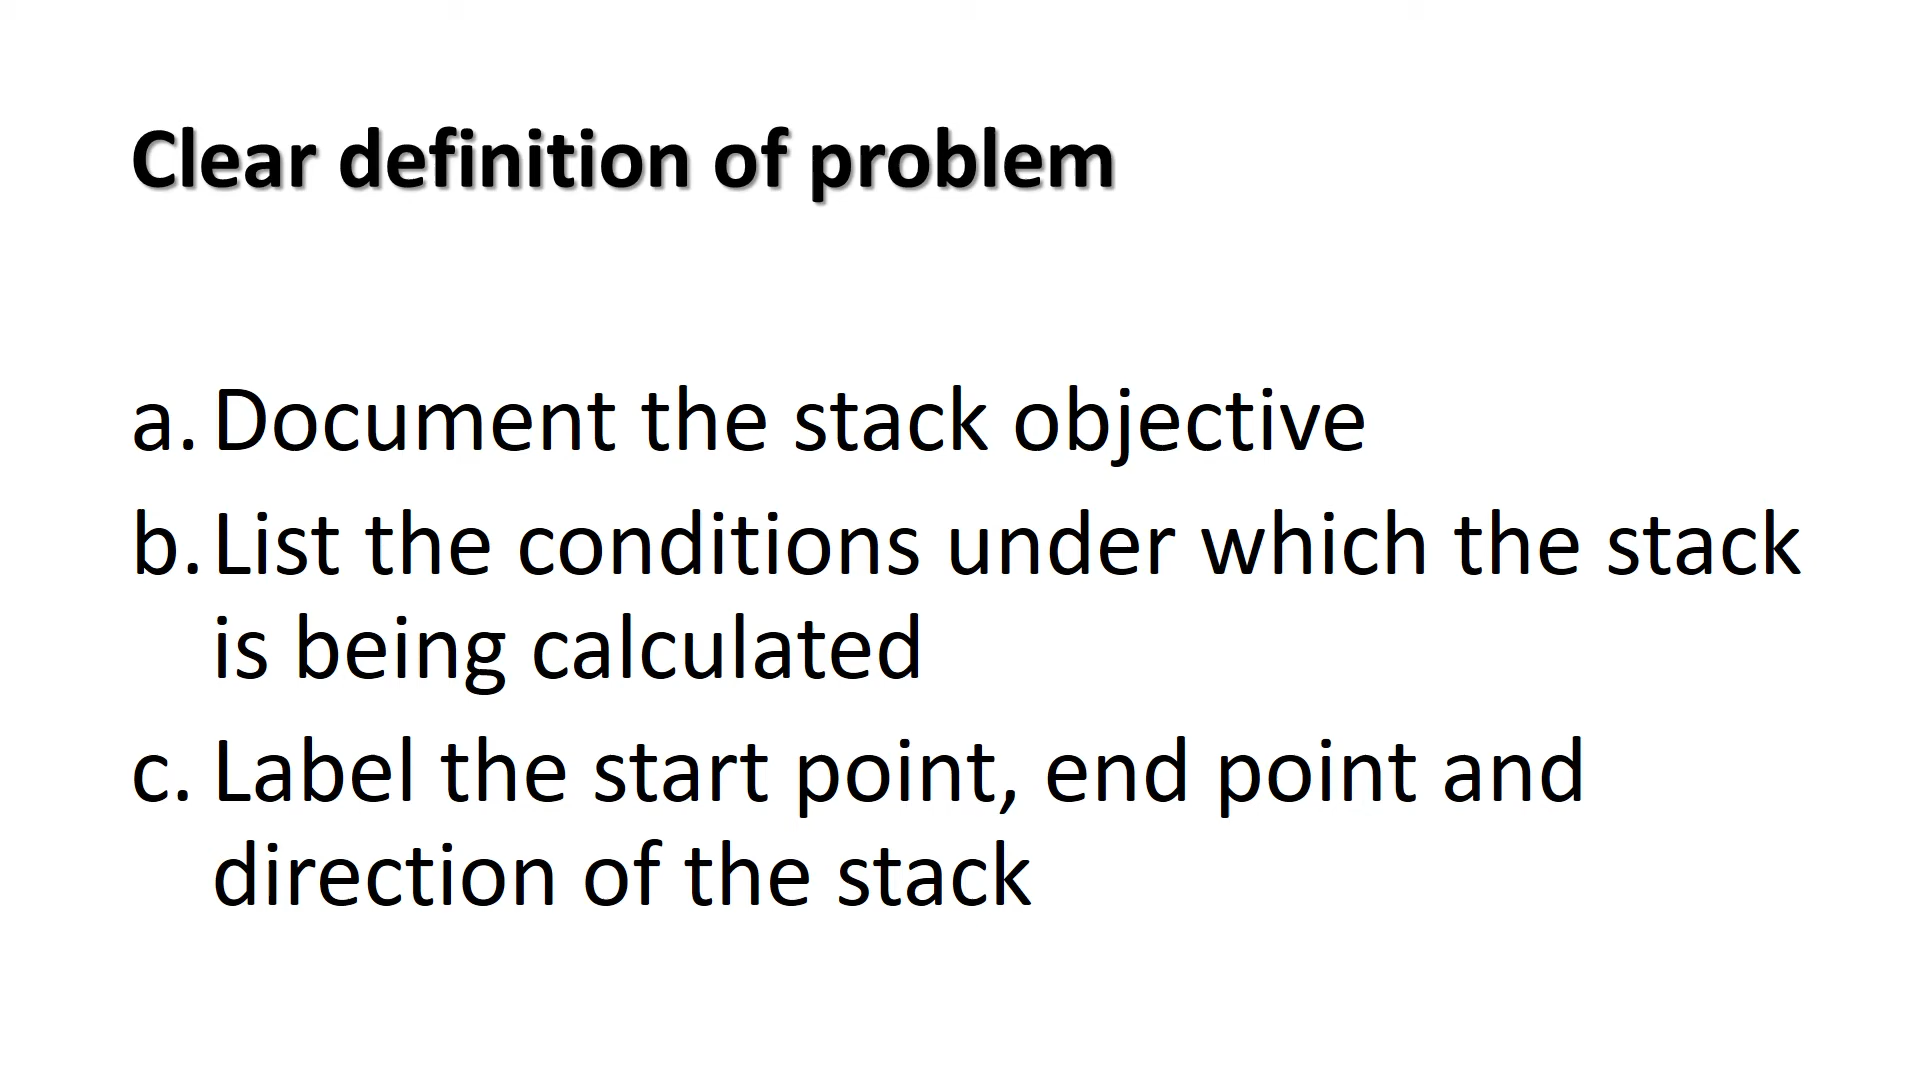 Clear definition of problem
a. Document the stack objective
b. List the conditions under which the stack
is being calculated
c. Label the start point, end point and
direction of the stack